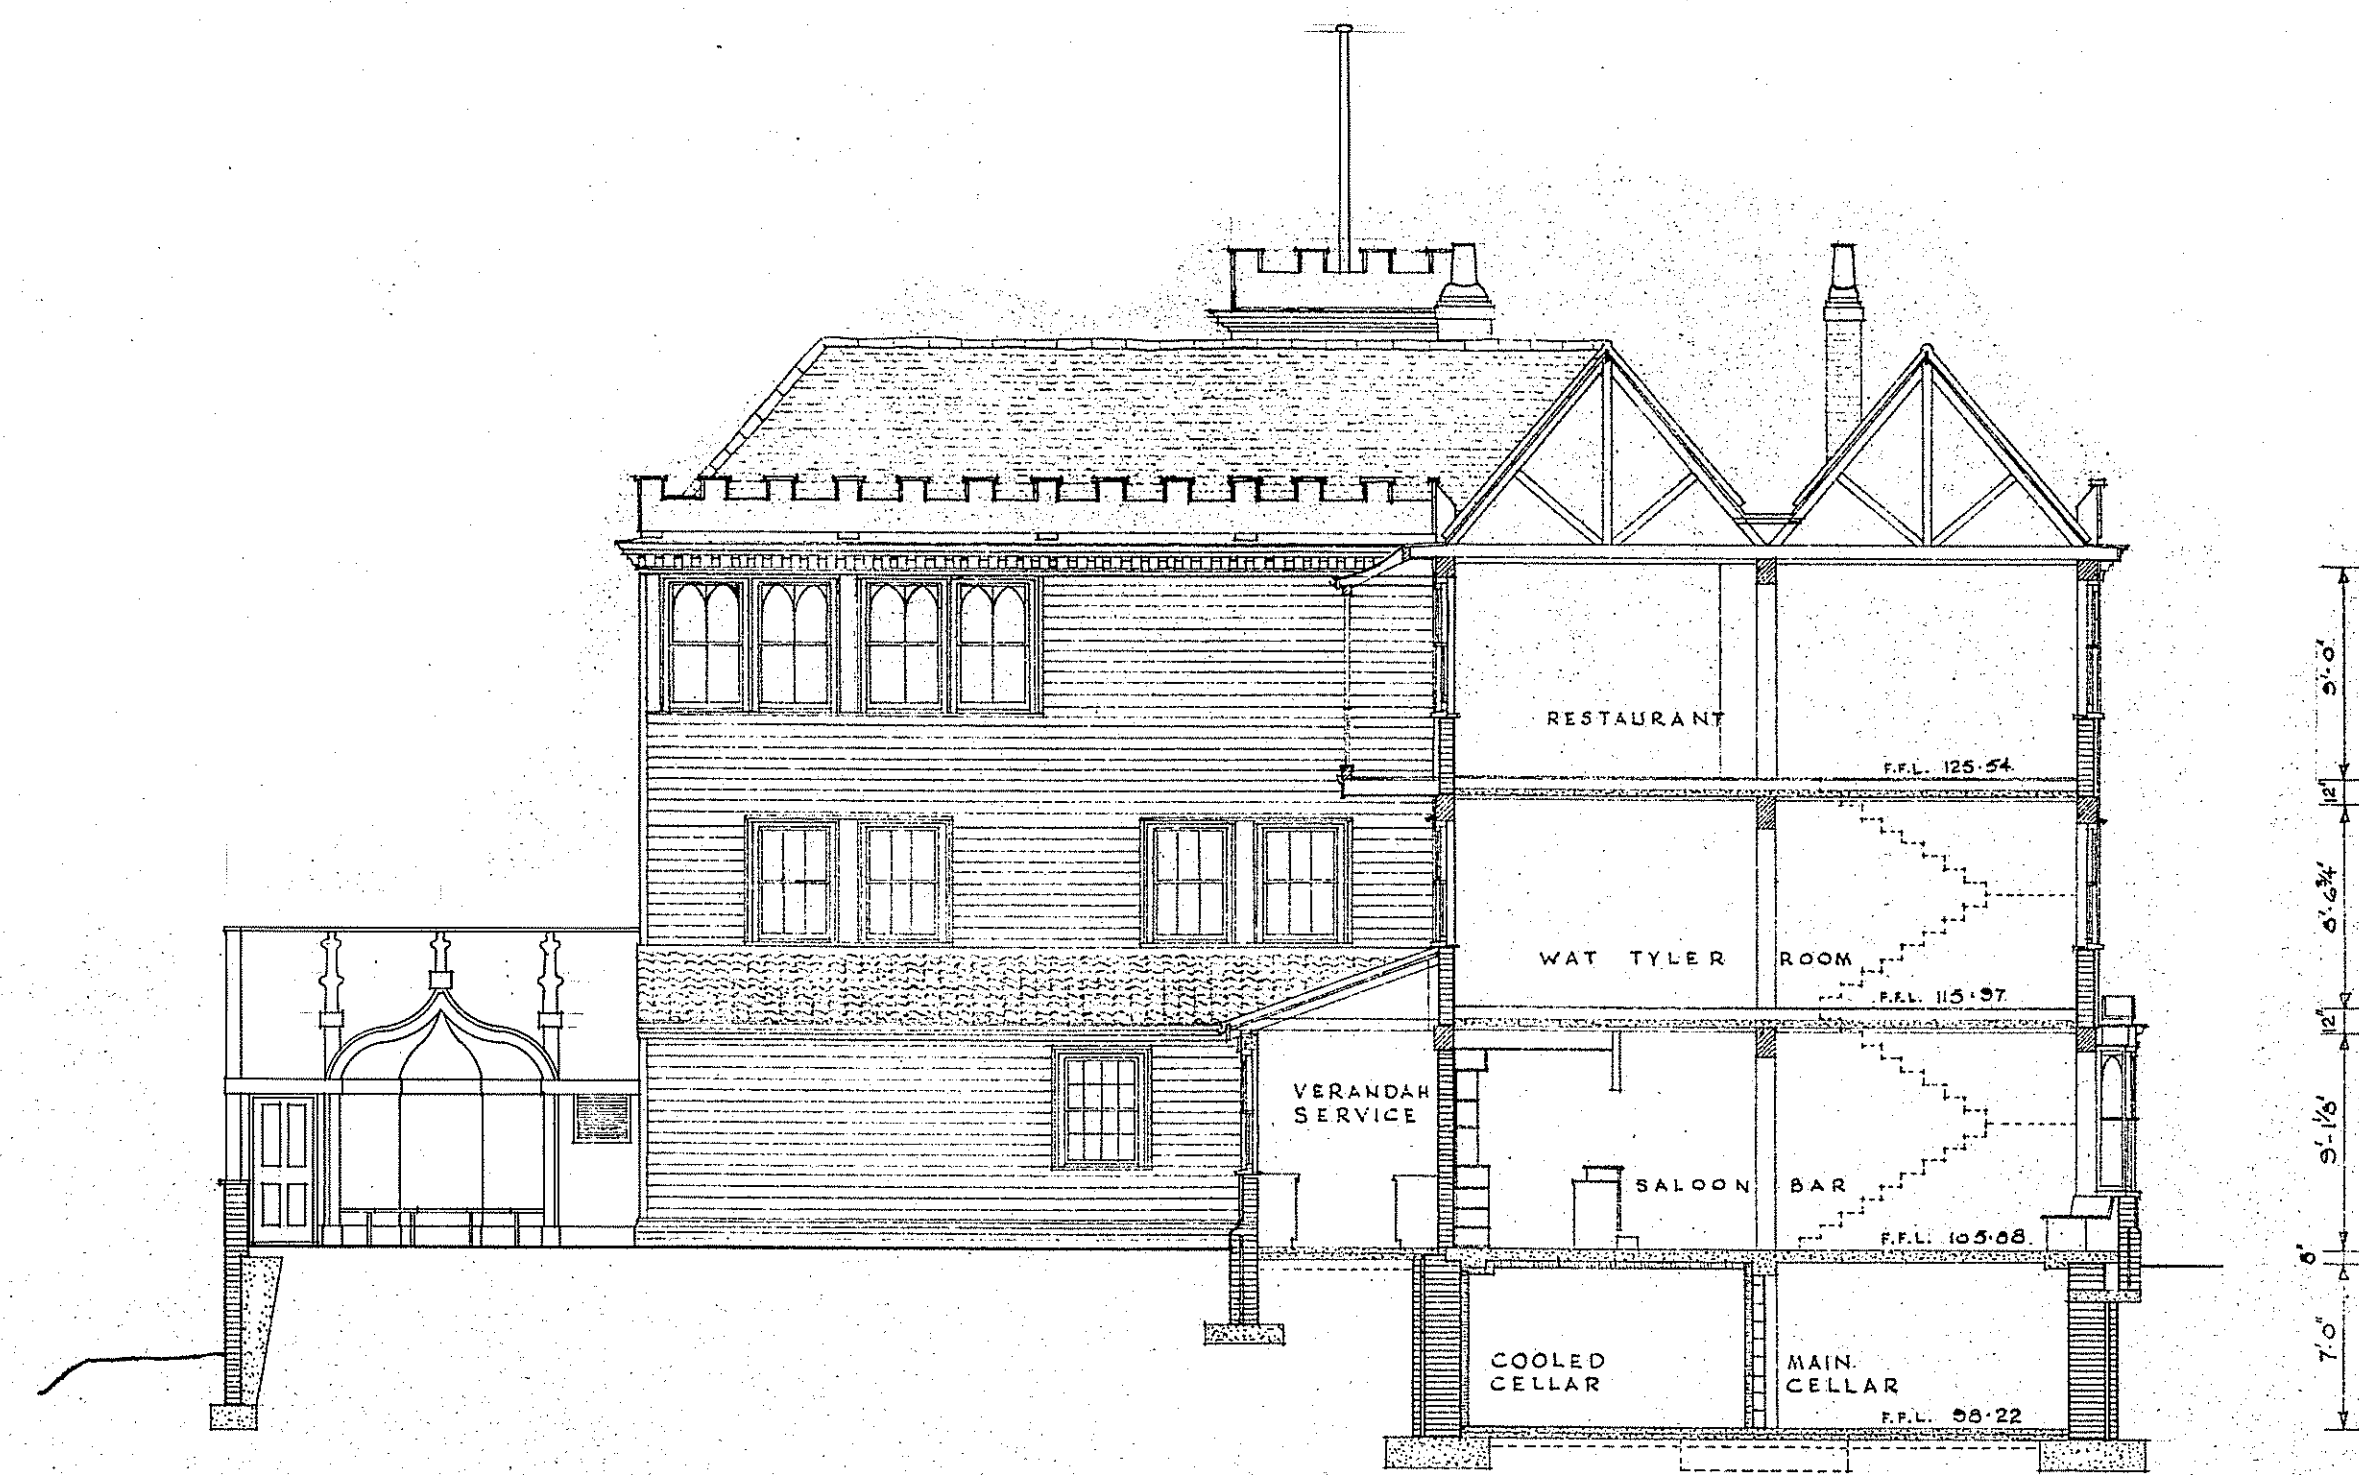 RESTAURANT
F.F.L. 125·54.
9'-0"
12"
WAT TYLER ROOM
F.F.L. 115·97.
8'-6¾"
12"
VERANDAH
SERVICE
SALOON BAR
F.F.L. 105·88.
9'-1⅛"
8"
COOLED
CELLAR
MAIN.
CELLAR
F.F.L. 98·22
7'.0"